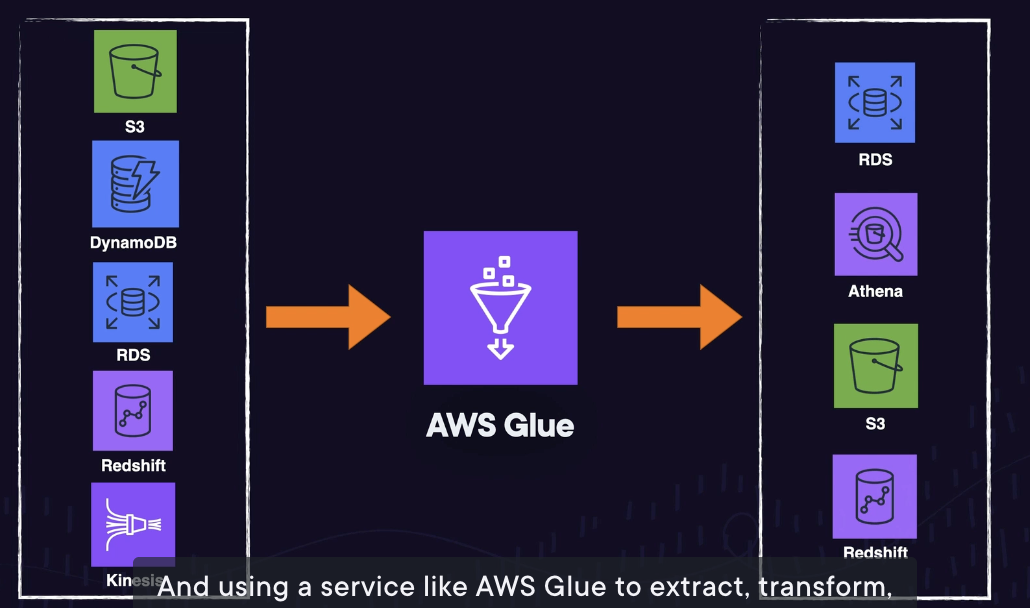 S3
DynamoDB
RDS
Redshift
Kinesis
AWS Glue
RDS
Athena
S3
Redshift
And using a service like AWS Glue to extract, transform,